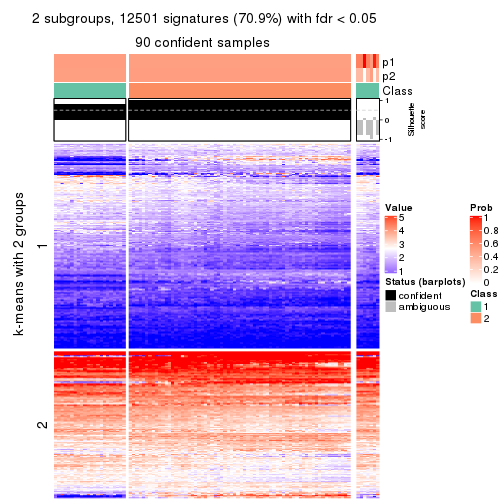 2 subgroups, 12501 signatures (70.9%) with fdr < 0.05
90 confident samples
p1
p2
Class
1
0
-1
Silhouette
score
k-means with 2 groups
1
2
Value
5
4
3
2
1
Status (barplots)
confident
ambiguous
Prob
1
0.8
0.6
0.4
0.2
0
Class
1
2